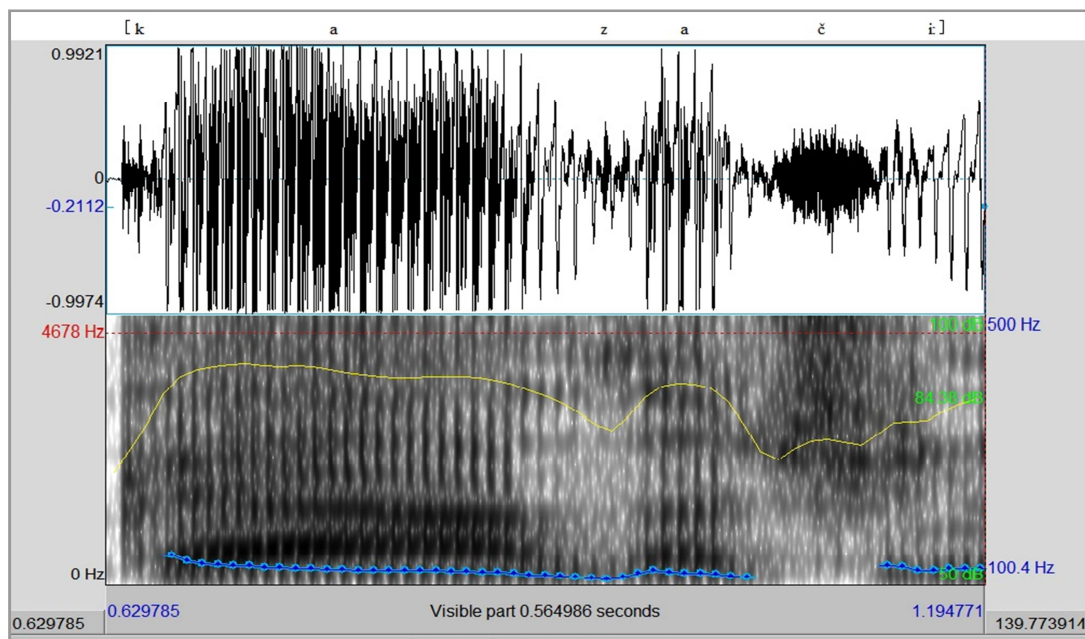 [ k a z a č i: ]
0.9921
0
-0.2112
-0.9974
4678 Hz 100 dB 500 Hz
84.38 dB
0 Hz 50 dB 100.4 Hz
0.629785 Visible part 0.564986 seconds 1.194771
0.629785 139.773914